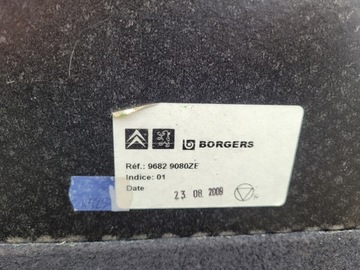 BORGERS
Réf.: 9682 9080ZE
Indice: 01
Date 23 08 2009